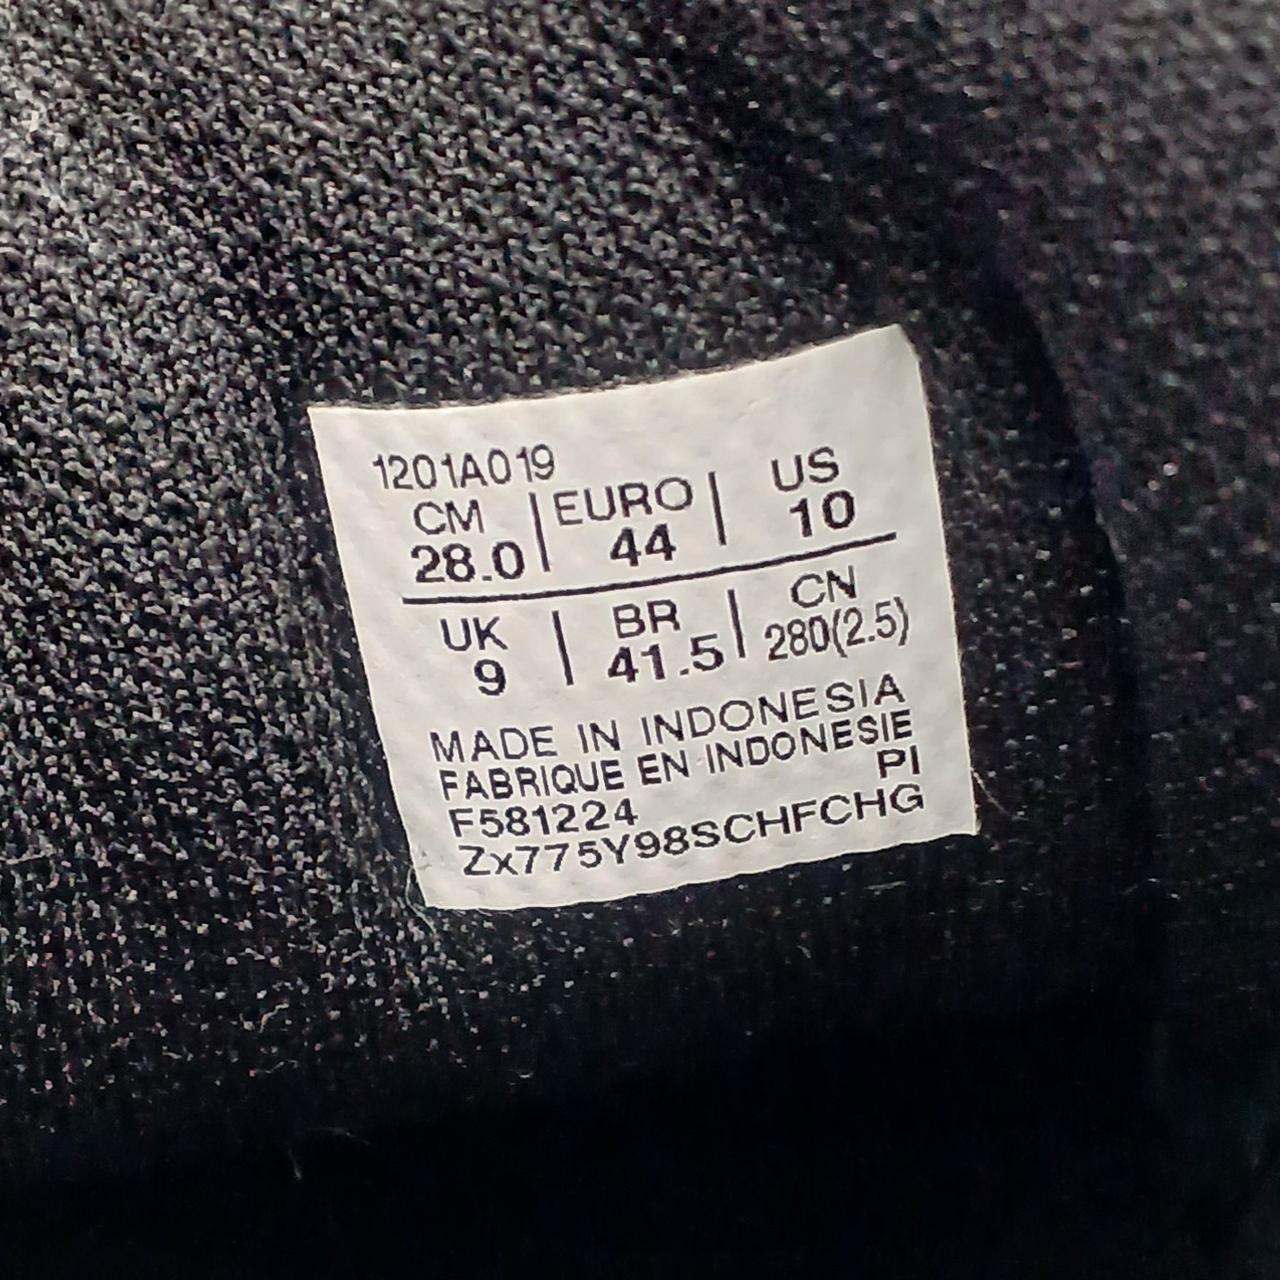 1201A019
CM | EURO | US
28.0 | 44 | 10
UK | BR | CN
9 | 41.5 | 280(2.5)
MADE IN INDONESIA
FABRIQUE EN INDONESIE
PI
F581224
Zx775Y98SCHFCHG